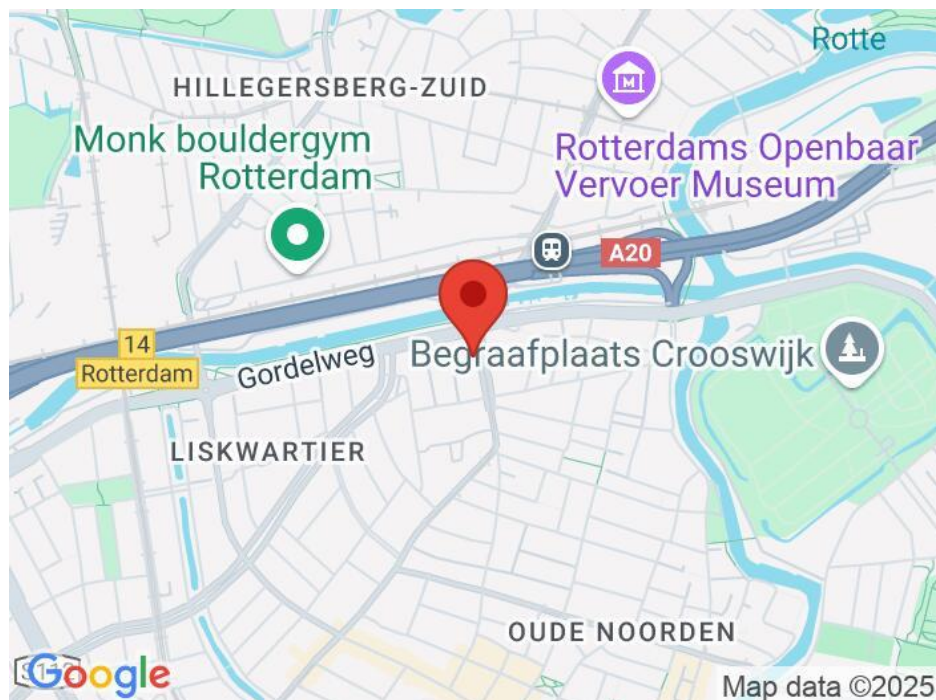 Rotte
HILLEGERSBERG-ZUID
Monk bouldergym
Rotterdam
Rotterdams Openbaar
Vervoer Museum
M
A20
14
Rotterdam
Gordelweg
Begraafplaats Crooswijk
LISKWARTIER
OUDE NOORDEN
Google
Map data ©2025